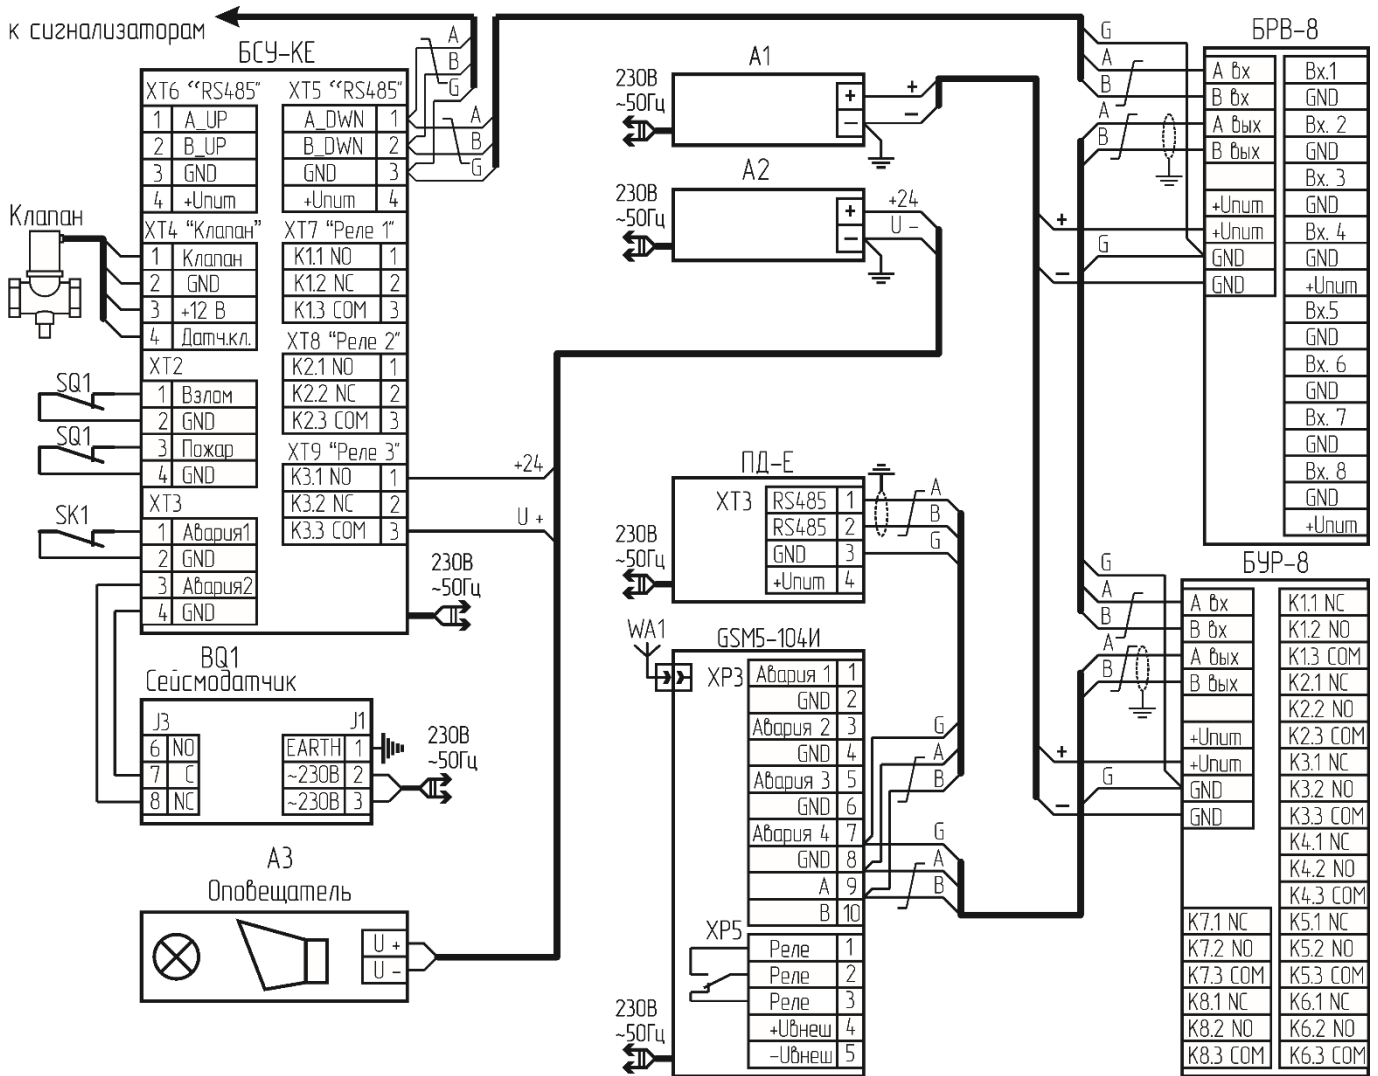 к сигнализаторам
БСУ-КЕ
XT6 “RS485”
1 A_UP
2 B_UP
3 GND
4 +Uпит
XT5 “RS485”
A_DWN 1
B_DWN 2
GND 3
+Uпит 4
A
B
G
A
B
G
Клапан
XT4 “Клапан”
1 Клапан
2 GND
3 +12 В
4 Датч.кл.
XT7 “Реле 1”
K1.1 NO 1
K1.2 NC 2
K1.3 COM 3
XT8 “Реле 2”
K2.1 NO 1
K2.2 NC 2
K2.3 COM 3
XT2
SQ1
1 Взлом
2 GND
SQ1
3 Пожар
4 GND
XT9 “Реле 3”
K3.1 NO 1
K3.2 NC 2
K3.3 COM 3
+24
U +
XT3
SK1
1 Авария1
2 GND
3 Авария2
4 GND
230В
~50Гц
BQ1
Сейсмодатчик
J3
6 NO
7 C
8 NC
J1
EARTH 1
~230В 2
~230В 3
230В
~50Гц
A3
Оповещатель
U +
U -
A1
230В
~50Гц
+
-
+
-
A2
230В
~50Гц
+
-
+24
U -
ПД-Е
XT3
RS485 1
RS485 2
GND 3
+Uпит 4
230В
~50Гц
A
B
G
WA1
GSM5-104И
XP3
Авария 1 1
GND 2
Авария 2 3
GND 4
Авария 3 5
GND 6
Авария 4 7
GND 8
A 9
B 10
G
A
B
G
A
B
XP5
Реле 1
Реле 2
Реле 3
+Uвнеш 4
-Uвнеш 5
230В
~50Гц
БРВ-8
G
A
B
A
B
+
G
-
A вх
B вх
A вых
B вых
+Uпит
+Uпит
GND
GND
Вх.1
GND
Вх. 2
GND
Вх. 3
GND
Вх. 4
GND
+Uпит
Вх.5
GND
Вх. 6
GND
Вх. 7
GND
Вх. 8
GND
+Uпит
БУР-8
G
A
B
A
B
+
G
-
A вх
B вх
A вых
B вых
+Uпит
+Uпит
GND
GND
K1.1 NC
K1.2 NO
K1.3 COM
K2.1 NC
K2.2 NO
K2.3 COM
K3.1 NC
K3.2 NO
K3.3 COM
K4.1 NC
K4.2 NO
K4.3 COM
K7.1 NC
K7.2 NO
K7.3 COM
K8.1 NC
K8.2 NO
K8.3 COM
K5.1 NC
K5.2 NO
K5.3 COM
K6.1 NC
K6.2 NO
K6.3 COM